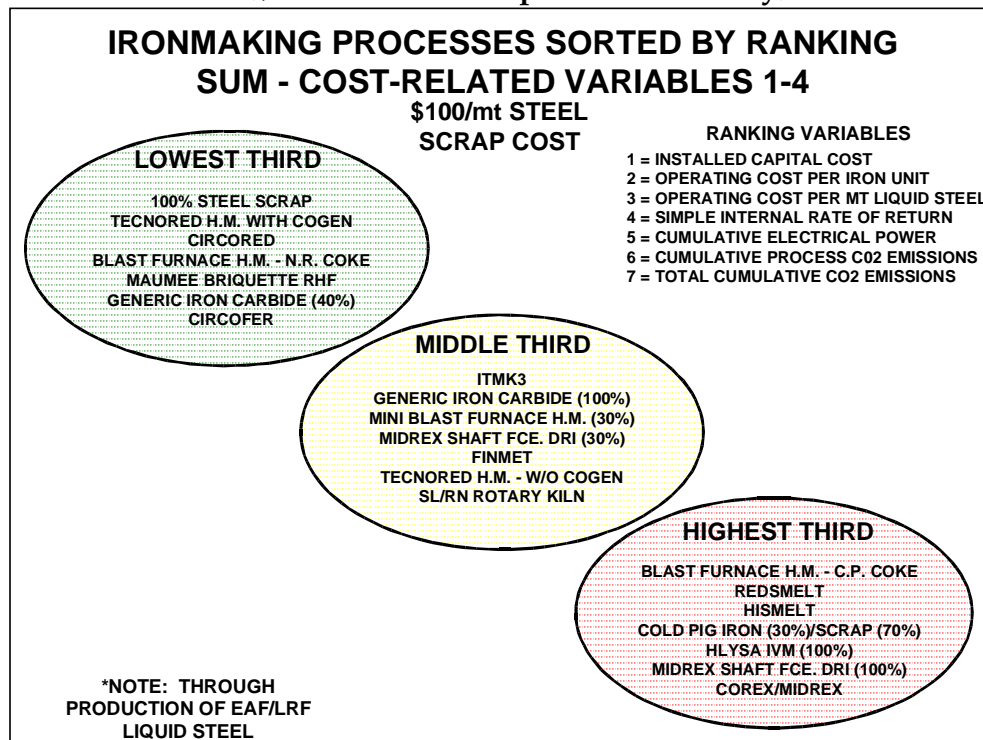 IRONMAKING PROCESSES SORTED BY RANKING
SUM - COST-RELATED VARIABLES 1-4
$100/mt STEEL
SCRAP COST
RANKING VARIABLES
1 = INSTALLED CAPITAL COST
2 = OPERATING COST PER IRON UNIT
3 = OPERATING COST PER MT LIQUID STEEL
4 = SIMPLE INTERNAL RATE OF RETURN
5 = CUMULATIVE ELECTRICAL POWER
6 = CUMULATIVE PROCESS C02 EMISSIONS
7 = TOTAL CUMULATIVE CO2 EMISSIONS
LOWEST THIRD
100% STEEL SCRAP
TECNORED H.M. WITH COGEN
CIRCORED
BLAST FURNACE H.M. - N.R. COKE
MAUMEE BRIQUETTE RHF
GENERIC IRON CARBIDE (40%)
CIRCOFER
MIDDLE THIRD
ITMK3
GENERIC IRON CARBIDE (100%)
MINI BLAST FURNACE H.M. (30%)
MIDREX SHAFT FCE. DRI (30%)
FINMET
TECNORED H.M. - W/O COGEN
SL/RN ROTARY KILN
HIGHEST THIRD
BLAST FURNACE H.M. - C.P. COKE
REDSMELT
HISMELT
COLD PIG IRON (30%)/SCRAP (70%)
HLYSA IVM (100%)
MIDREX SHAFT FCE. DRI (100%)
COREX/MIDREX
*NOTE: THROUGH
PRODUCTION OF EAF/LRF
LIQUID STEEL